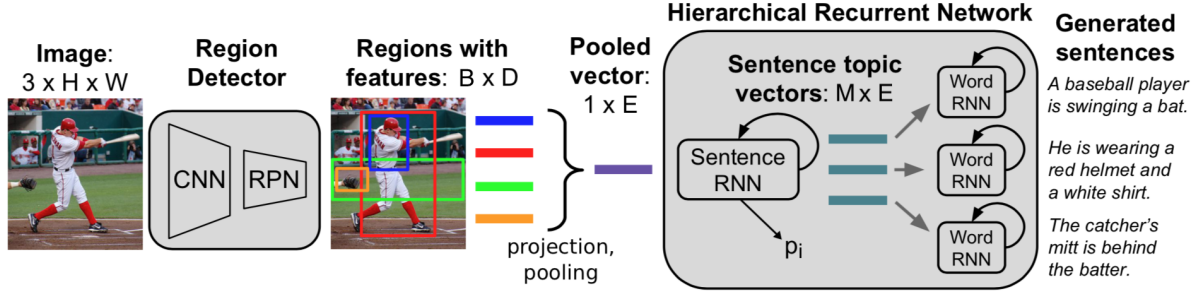 Image:
3 x H x W
Region
Detector
CNN
RPN
Regions with
features: B x D
projection,
pooling
Pooled
vector:
1 x E
Hierarchical Recurrent Network
Sentence
RNN
pi
Sentence topic
vectors: M x E
Word
RNN
Word
RNN
Word
RNN
Generated
sentences
A baseball player
is swinging a bat.
He is wearing a
red helmet and
a white shirt.
The catcher's
mitt is behind
the batter.